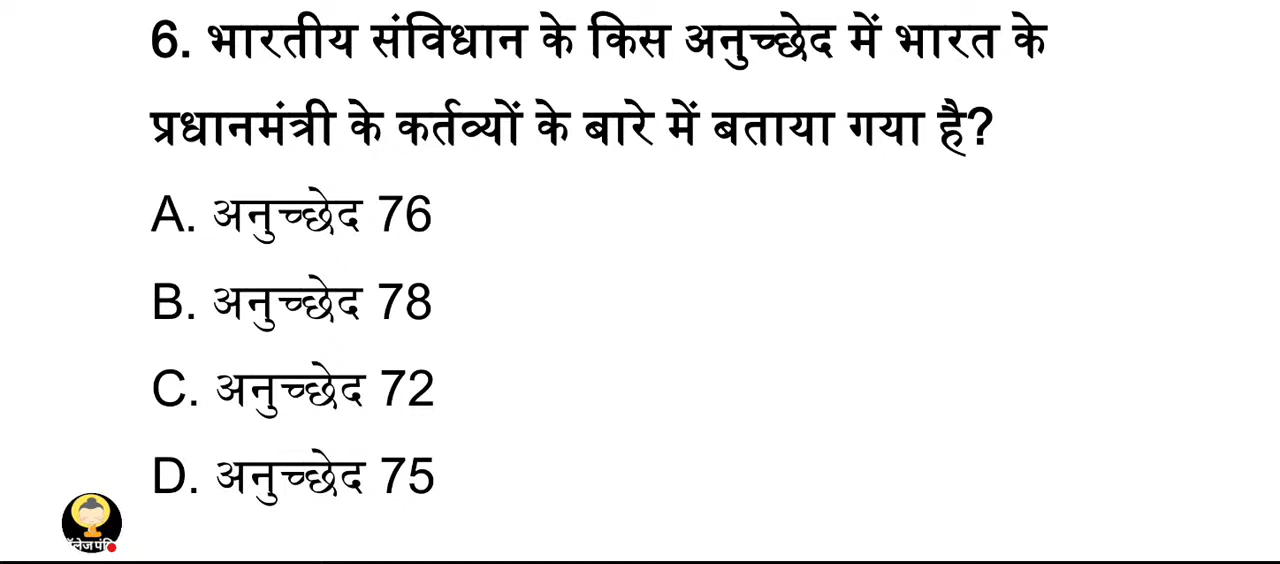 6. भारतीय संविधान के किस अनुच्छेद में भारत के
प्रधानमंत्री के कर्तव्यों के बारे में बताया गया है?
A. अनुच्छेद 76
B. अनुच्छेद 78
C. अनुच्छेद 72
D. अनुच्छेद 75